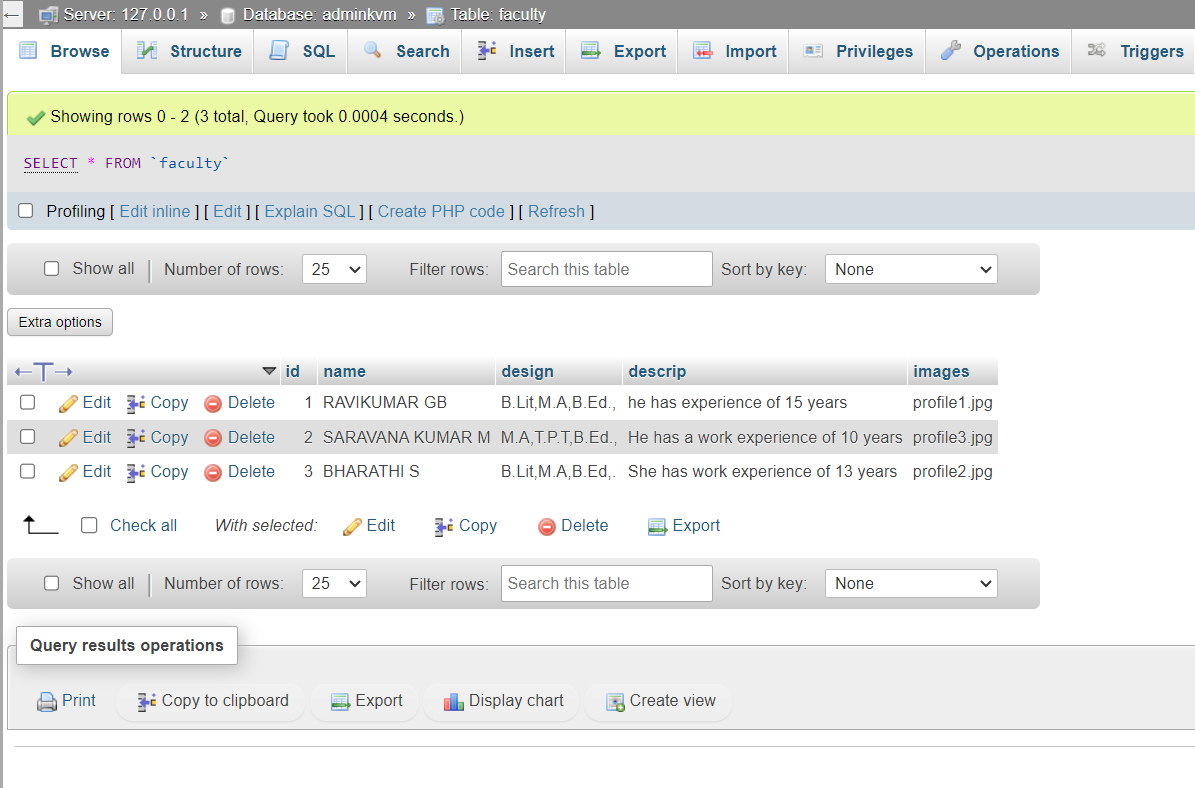 ← Server: 127.0.0.1 » Database: adminkvm » Table: faculty
Browse Structure SQL Search Insert Export Import Privileges Operations Triggers
Showing rows 0 - 2 (3 total, Query took 0.0004 seconds.)
SELECT * FROM `faculty`
Profiling [ Edit inline ] [ Edit ] [ Explain SQL ] [ Create PHP code ] [ Refresh ]
Show all Number of rows: 25 Filter rows: Search this table Sort by key: None
Extra options
←T→ id name design descrip images
Edit Copy Delete 1 RAVIKUMAR GB B.Lit,M.A,B.Ed., he has experience of 15 years profile1.jpg
Edit Copy Delete 2 SARAVANA KUMAR M M.A,T.P.T,B.Ed., He has a work experience of 10 years profile3.jpg
Edit Copy Delete 3 BHARATHI S B.Lit,M.A,B.Ed,. She has work experience of 13 years profile2.jpg
Check all With selected: Edit Copy Delete Export
Show all Number of rows: 25 Filter rows: Search this table Sort by key: None
Query results operations
Print Copy to clipboard Export Display chart Create view